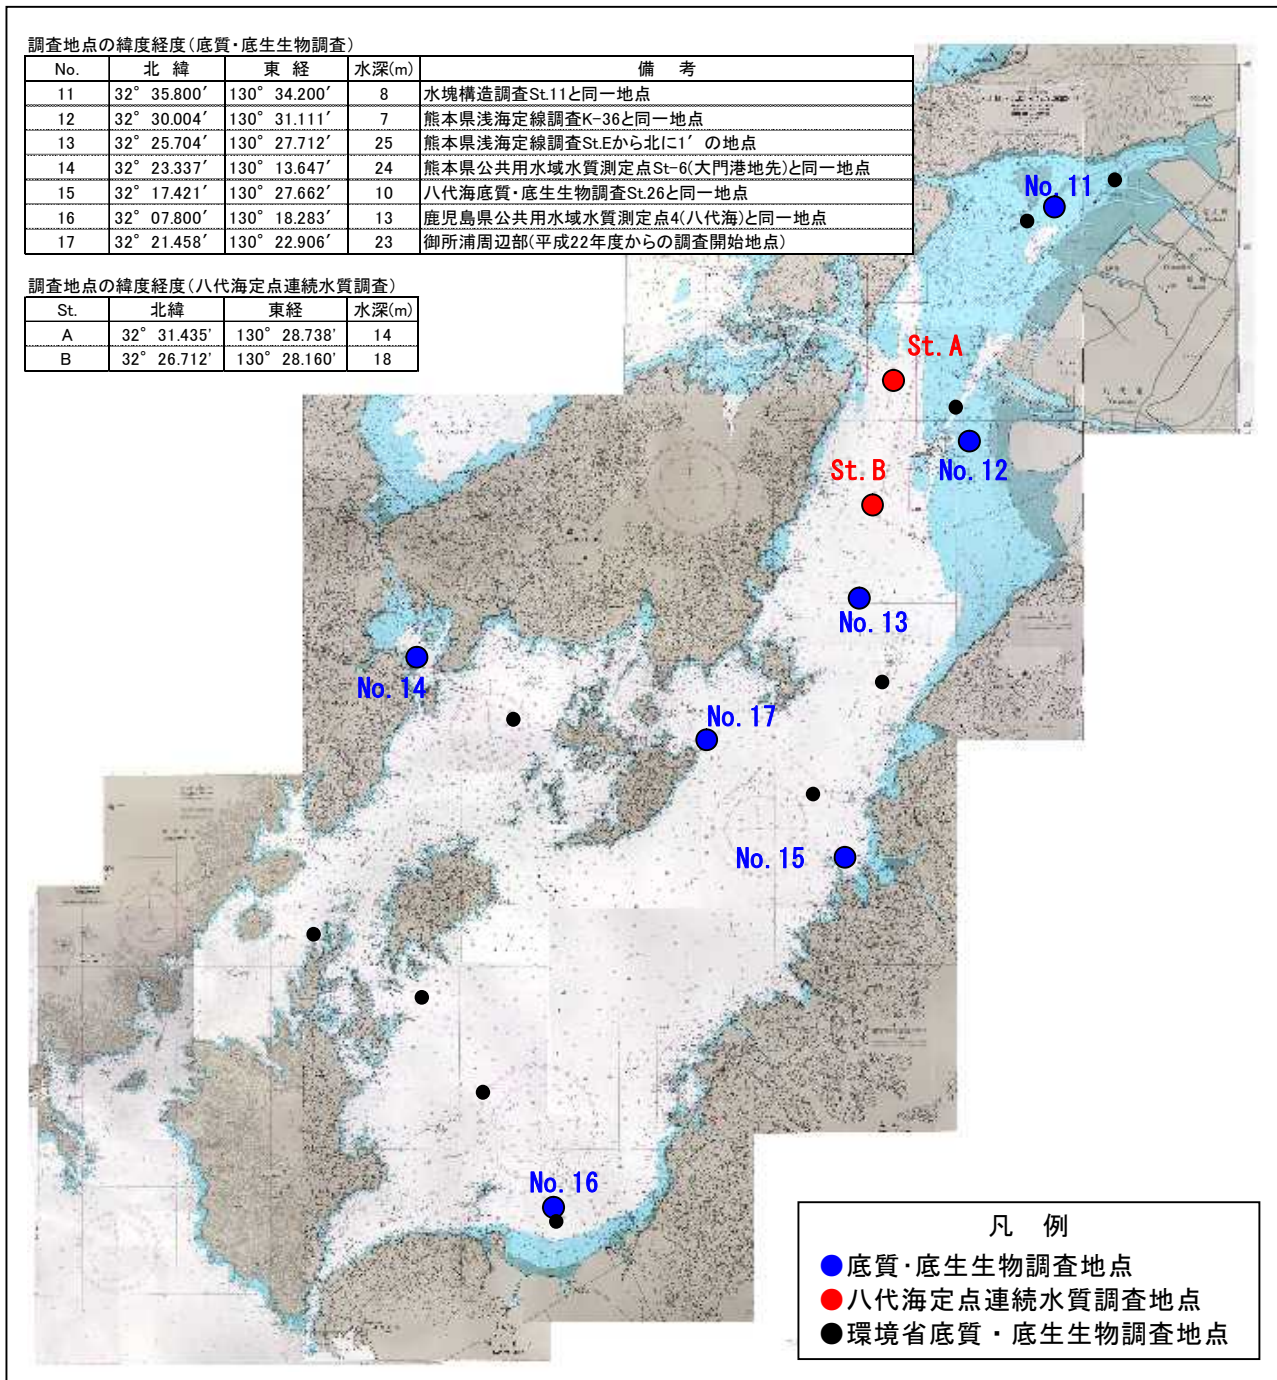 調査地点の緯度経度(底質・底生生物調査)
No. 北 緯 東 経 水深(m) 備 考
11 32° 35.800′ 130° 34.200′ 8 水塊構造調査St.11と同一地点
12 32° 30.004′ 130° 31.111′ 7 熊本県浅海定線調査K-36と同一地点
13 32° 25.704′ 130° 27.712′ 25 熊本県浅海定線調査St.Eから北に1′の地点
14 32° 23.337′ 130° 13.647′ 24 熊本県公共用水域水質測定点St-6(大門港地先)と同一地点
15 32° 17.421′ 130° 27.662′ 10 八代海底質・底生生物調査St.26と同一地点
16 32° 07.800′ 130° 18.283′ 13 鹿児島県公共用水域水質測定点4(八代海)と同一地点
17 32° 21.458′ 130° 22.906′ 23 御所浦周辺部(平成22年度からの調査開始地点)
調査地点の緯度経度(八代海定点連続水質調査)
St. 北緯 東経 水深(m)
A 32° 31.435' 130° 28.738' 14
B 32° 26.712' 130° 28.160' 18
No. 11
St. A
St. B
No. 12
No. 13
No. 14
No. 17
No. 15
No. 16
凡 例
底質・底生生物調査地点
八代海定点連続水質調査地点
環境省底質・底生生物調査地点